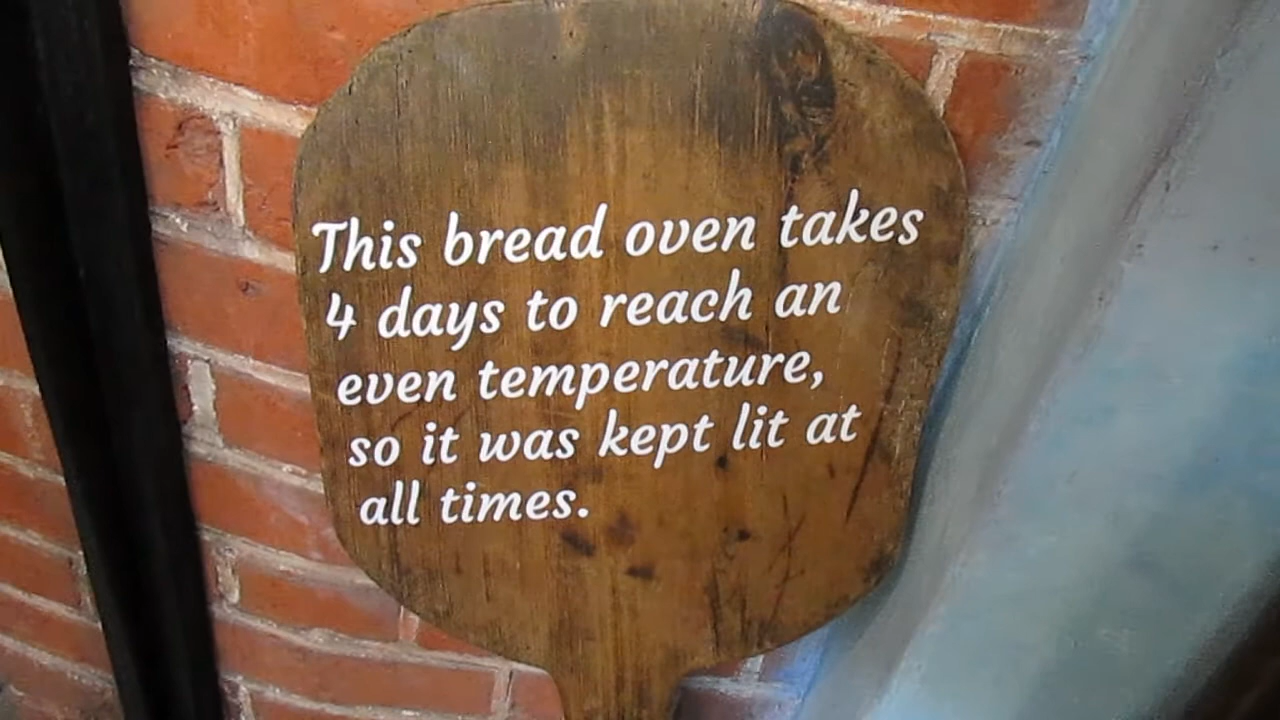 This bread oven takes
4 days to reach an
even temperature,
so it was kept lit at
all times.